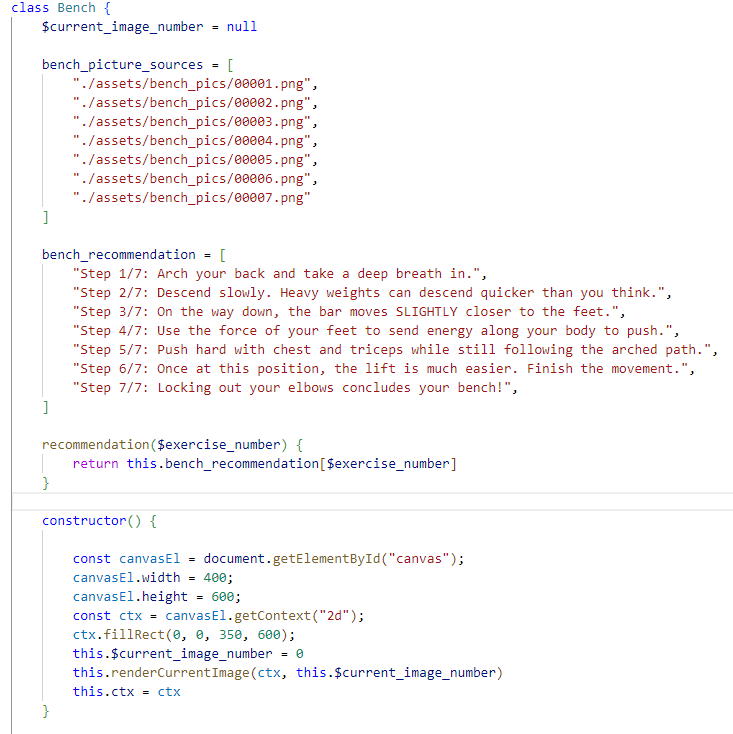 class Bench {
    $current_image_number = null

    bench_picture_sources = [
        "./assets/bench_pics/00001.png",
        "./assets/bench_pics/00002.png",
        "./assets/bench_pics/00003.png",
        "./assets/bench_pics/00004.png",
        "./assets/bench_pics/00005.png",
        "./assets/bench_pics/00006.png",
        "./assets/bench_pics/00007.png"
    ]

    bench_recommendation = [
        "Step 1/7: Arch your back and take a deep breath in.",
        "Step 2/7: Descend slowly. Heavy weights can descend quicker than you think.",
        "Step 3/7: On the way down, the bar moves SLIGHTLY closer to the feet.",
        "Step 4/7: Use the force of your feet to send energy along your body to push.",
        "Step 5/7: Push hard with chest and triceps while still following the arched path.",
        "Step 6/7: Once at this position, the lift is much easier. Finish the movement.",
        "Step 7/7: Locking out your elbows concludes your bench!",
    ]

    recommendation($exercise_number) {
        return this.bench_recommendation[$exercise_number]
    }

    constructor() {

        const canvasEl = document.getElementById("canvas");
        canvasEl.width = 400;
        canvasEl.height = 600;
        const ctx = canvasEl.getContext("2d");
        ctx.fillRect(0, 0, 350, 600);
        this.$current_image_number = 0
        this.renderCurrentImage(ctx, this.$current_image_number)
        this.ctx = ctx
    }